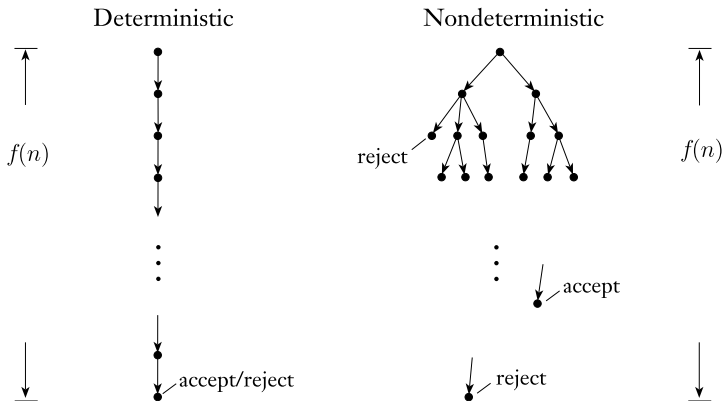 Deterministic
Nondeterministic
f(n)
f(n)
reject
accept
accept/reject
reject